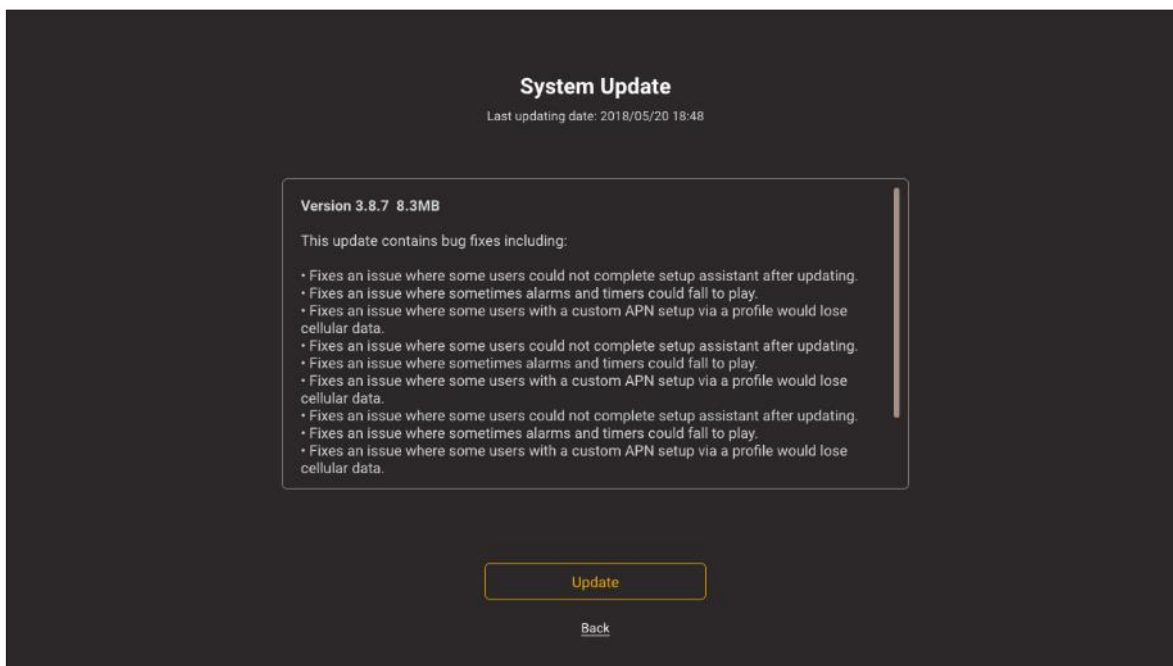 System Update
Last updating date: 2018/05/20 18:48
Version 3.8.7 8.3MB
This update contains bug fixes including:
• Fixes an issue where some users could not complete setup assistant after updating.
• Fixes an issue where sometimes alarms and timers could fall to play.
• Fixes an issue where some users with a custom APN setup via a profile would lose
cellular data.
• Fixes an issue where some users could not complete setup assistant after updating.
• Fixes an issue where sometimes alarms and timers could fall to play.
• Fixes an issue where some users with a custom APN setup via a profile would lose
cellular data.
• Fixes an issue where some users could not complete setup assistant after updating.
• Fixes an issue where sometimes alarms and timers could fall to play.
• Fixes an issue where some users with a custom APN setup via a profile would lose
cellular data.
Update
Back